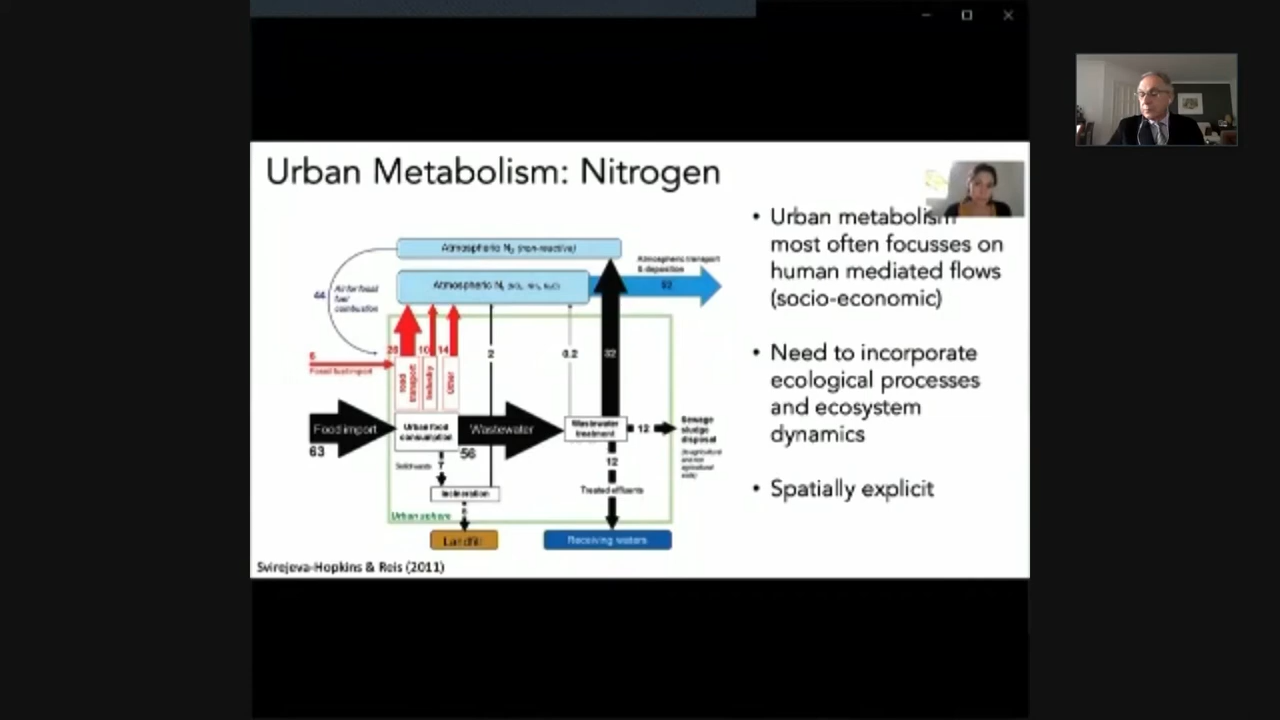 Urban Metabolism: Nitrogen
• Urban metabolism
most often focusses on
human mediated flows
(socio-economic)
• Need to incorporate
ecological processes
and ecosystem
dynamics
• Spatially explicit
Atmospheric N₂ (non-reactive)
Atmospheric transport
& deposition
Atmospheric Nr
52
44
Air for fossil
fuel
combustion
28
10
14
2
0.2
32
6
Fossil fuel import
Road
transport
Industry
Other
Food import
63
Urban food
consumption
Wastewater
56
Wastewater
treatment
12
Sewage
sludge
disposal
Solid waste
7
12
Treated effluents
Incineration
Urban sphere
Landfill
Receiving waters
Svirejeva-Hopkins & Reis (2011)